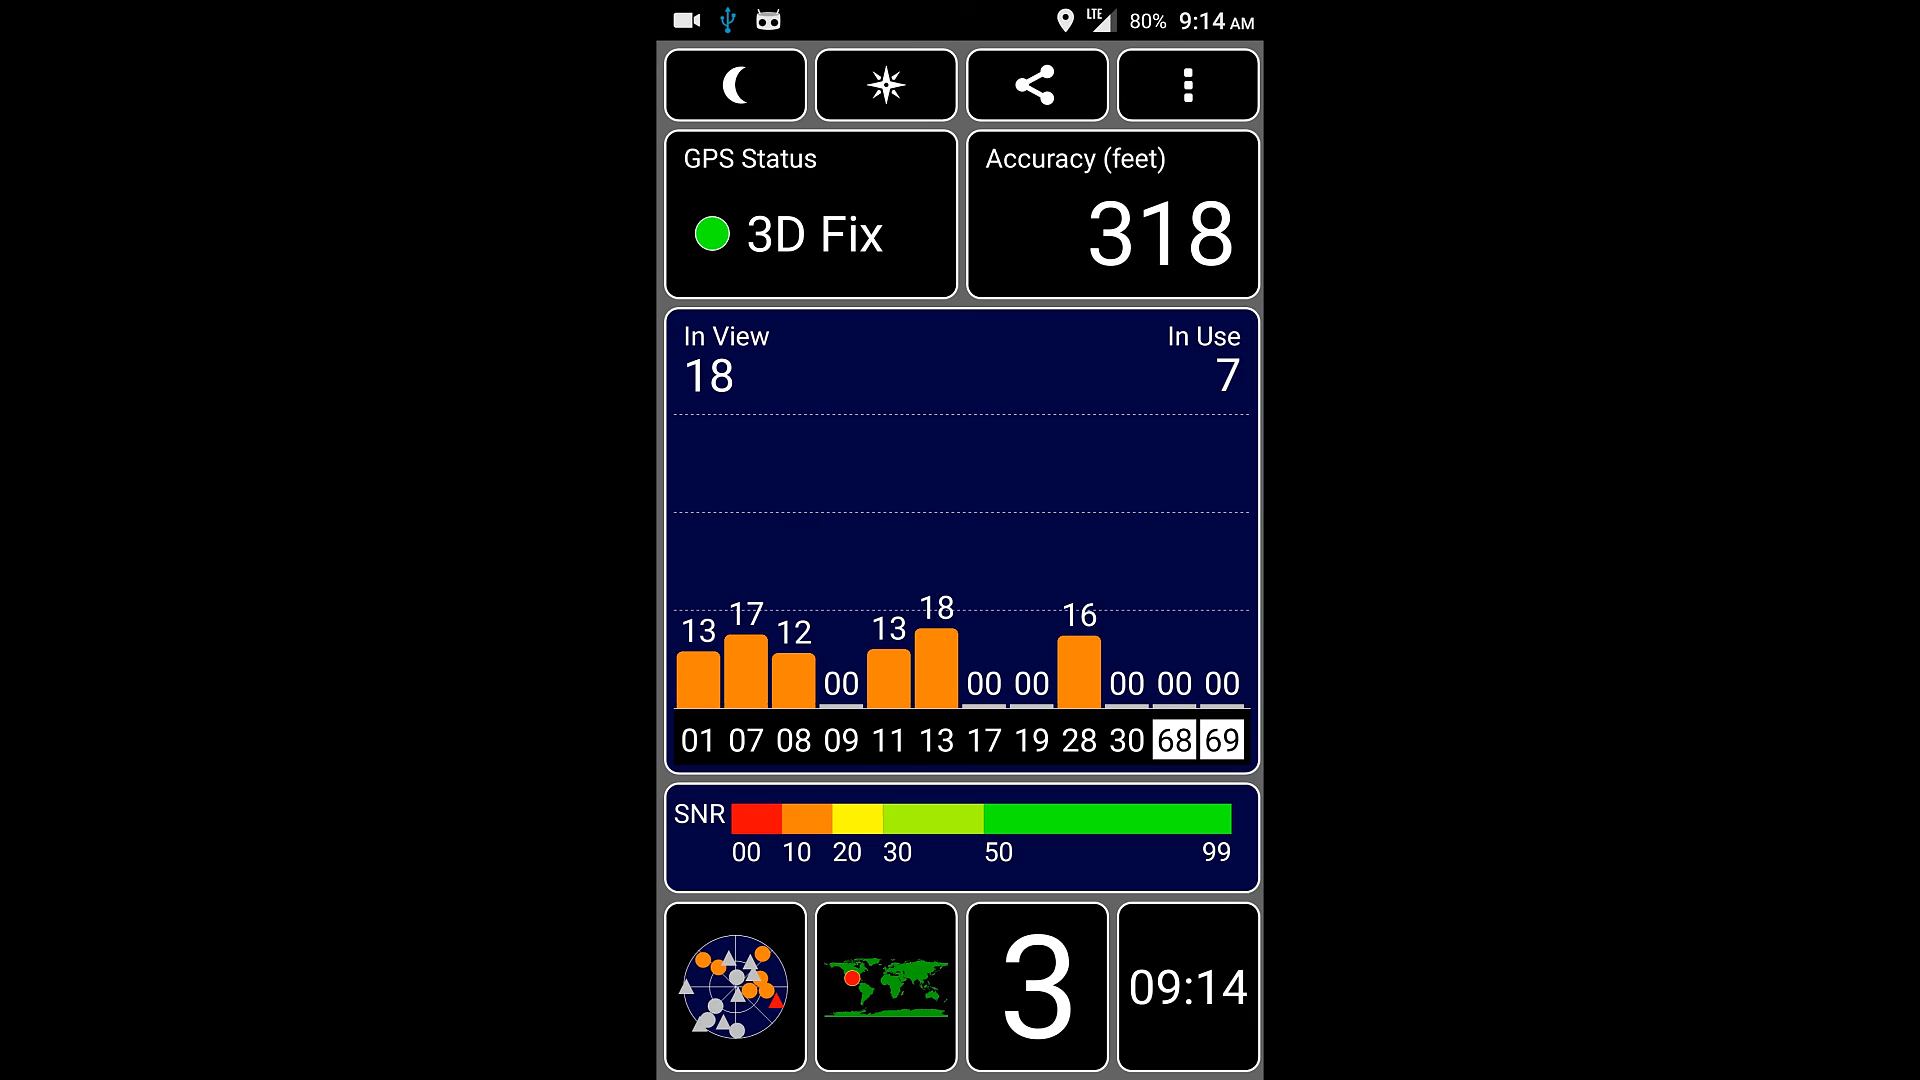 LTE 80% 9:14 AM
GPS Status
3D Fix
Accuracy (feet)
318
In View
18
In Use
7
13 17 12 00 13 18 00 00 16 00 00 00
01 07 08 09 11 13 17 19 28 30 68 69
SNR
00 10 20 30 50 99
3
09:14